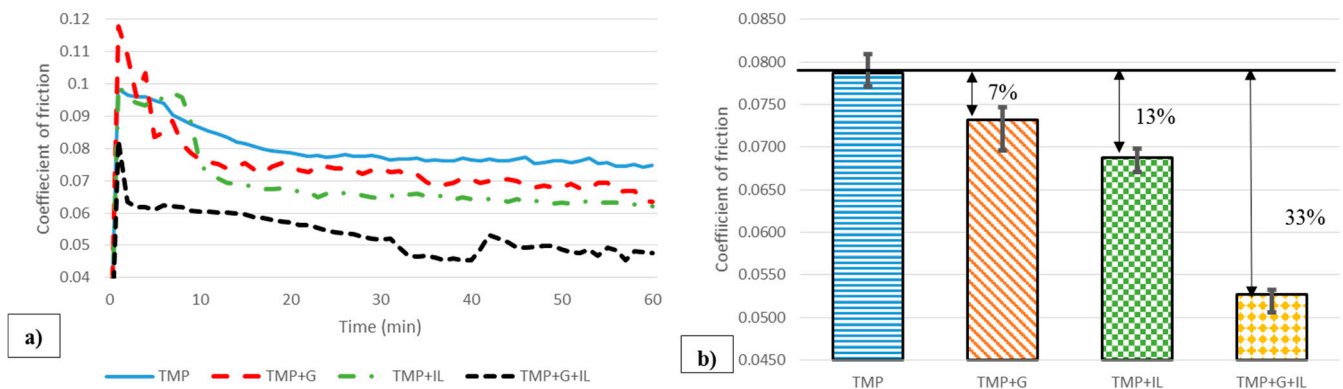 0.12
0.11
0.1
0.09
0.08
0.07
0.06
0.05
0.04
Coeffiecient of friction
0 10 20 30 40 50 60
Time (min)
a)
TMP TMP+G TMP+IL TMP+G+IL
0.0850
0.0800
0.0750
0.0700
0.0650
0.0600
0.0550
0.0500
0.0450
Coeffiicient of friction
7%
13%
33%
TMP TMP+G TMP+IL TMP+G+IL
b)